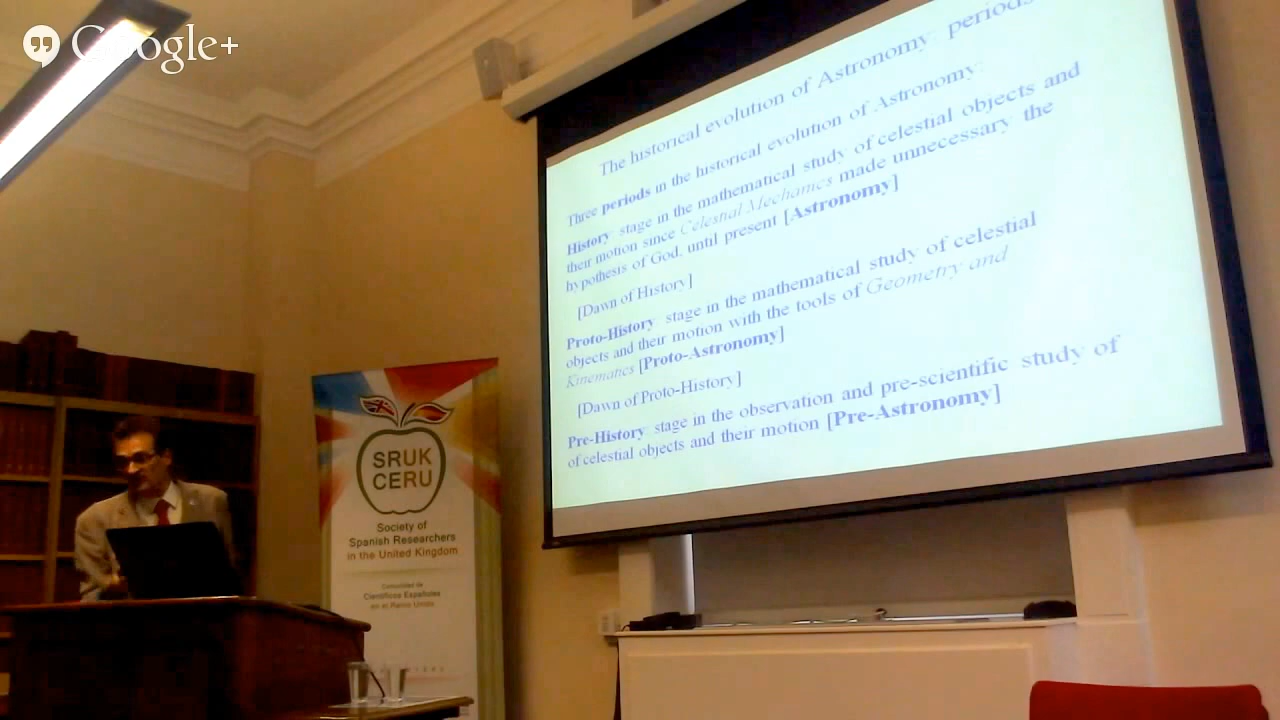 Google+
The historical evolution of Astronomy: periods
Three periods in the historical evolution of Astronomy:
History: stage in the mathematical study of celestial objects and
their motion since Celestial Mechanics made unnecessary the
hypothesis of God, until present [Astronomy]
[Dawn of History]
Proto-History: stage in the mathematical study of celestial
objects and their motion with the tools of Geometry and
Kinematics [Proto-Astronomy]
[Dawn of Proto-History]
Pre-History: stage in the observation and pre-scientific study of
of celestial objects and their motion [Pre-Astronomy]
SRUK
CERU
Society of
Spanish Researchers
in the United Kingdom
Comunidad de
Científicos Españoles
en el Reino Unido